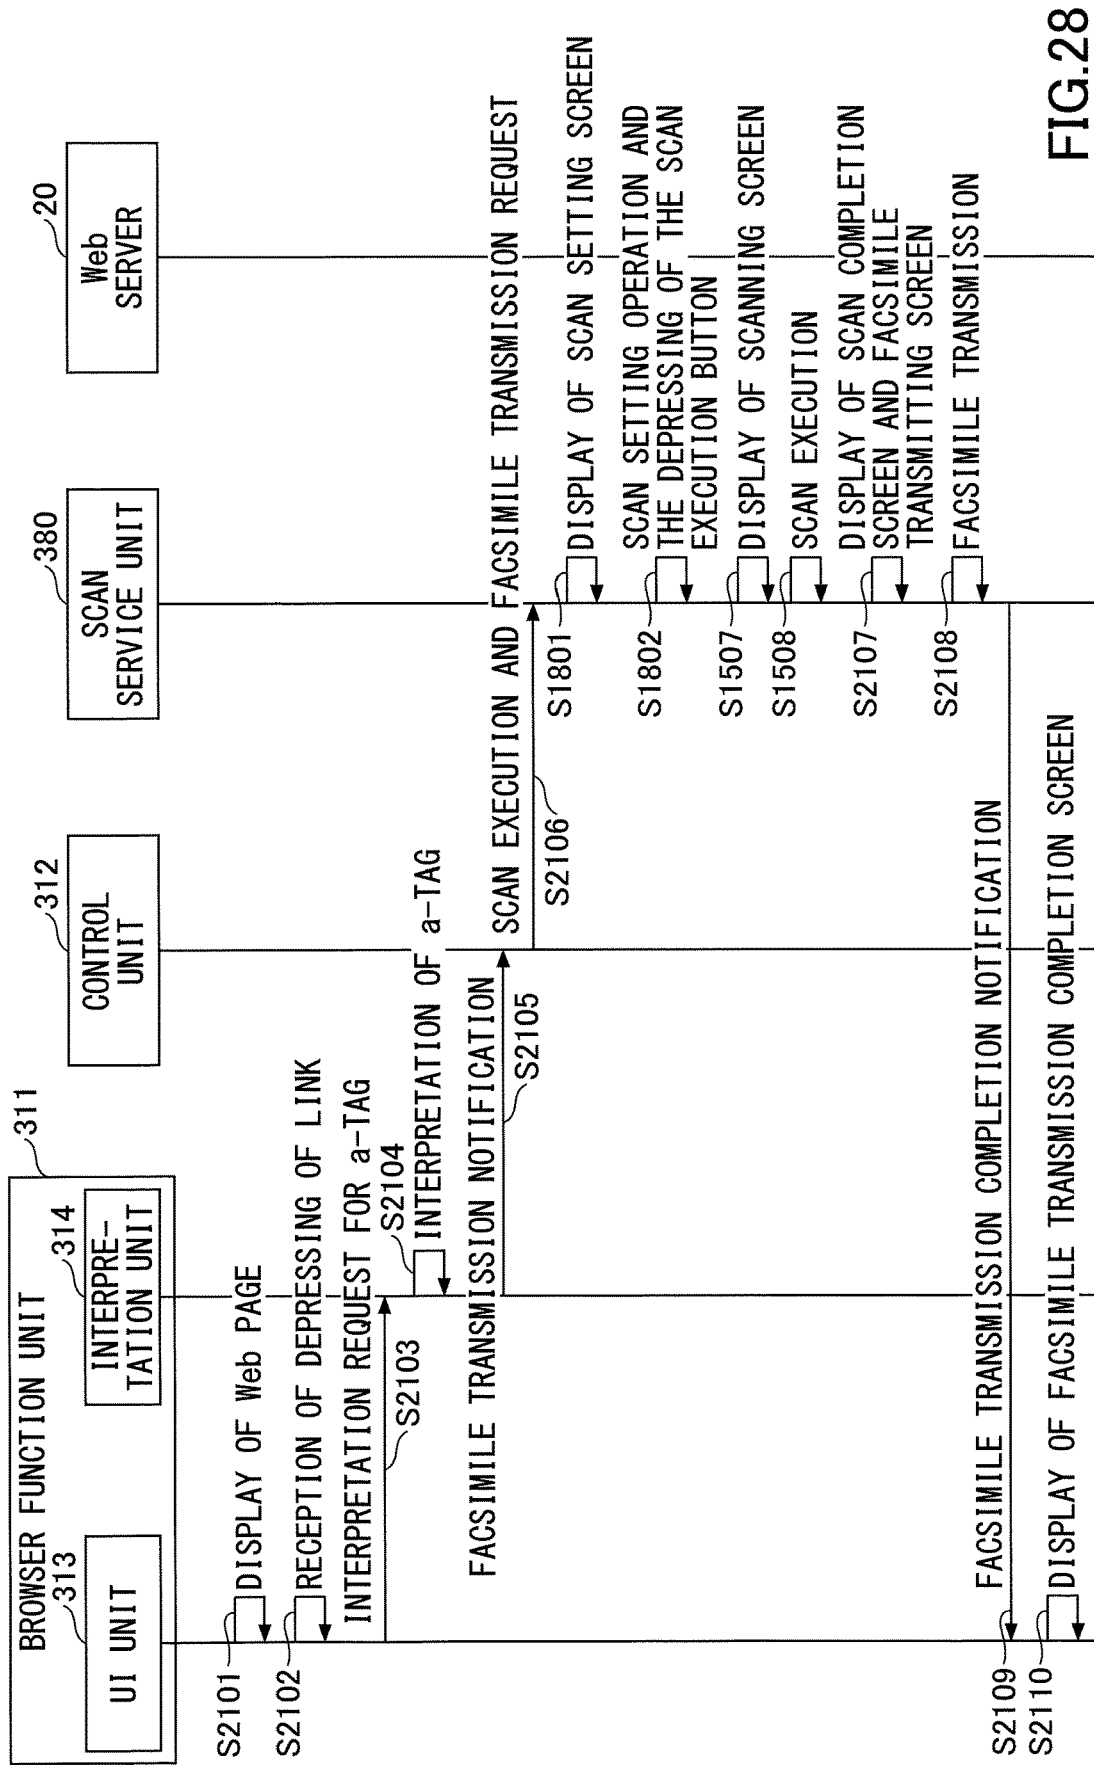 BROWSER FUNCTION UNIT
311
313
UI UNIT
314
INTERPRE-
TATION UNIT
312
CONTROL
UNIT
380
SCAN
SERVICE UNIT
20
Web
SERVER
S2101
DISPLAY OF Web PAGE
S2102
RECEPTION OF DEPRESSING OF LINK
INTERPRETATION REQUEST FOR a-TAG
S2103
S2104
INTERPRETATION OF a-TAG
FACSIMILE TRANSMISSION NOTIFICATION
S2105
SCAN EXECUTION AND FACSIMILE TRANSMISSION REQUEST
S2106
S1801
DISPLAY OF SCAN SETTING SCREEN
S1802
SCAN SETTING OPERATION AND
THE DEPRESSING OF THE SCAN
EXECUTION BUTTON
S1507
DISPLAY OF SCANNING SCREEN
S1508
SCAN EXECUTION
S2107
DISPLAY OF SCAN COMPLETION
SCREEN AND FACSIMILE
TRANSMITTING SCREEN
S2108
FACSIMILE TRANSMISSION
FACSIMILE TRANSMISSION COMPLETION NOTIFICATION
S2109
S2110
DISPLAY OF FACSIMILE TRANSMISSION COMPLETION SCREEN
FIG.28